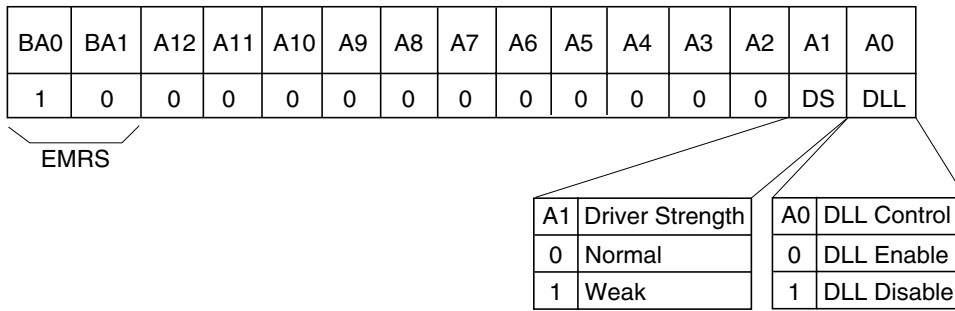 BA0 BA1 A12 A11 A10 A9 A8 A7 A6 A5 A4 A3 A2 A1 A0
1 0 0 0 0 0 0 0 0 0 0 0 0 DS DLL
EMRS
A1 Driver Strength
0 Normal
1 Weak
A0 DLL Control
0 DLL Enable
1 DLL Disable